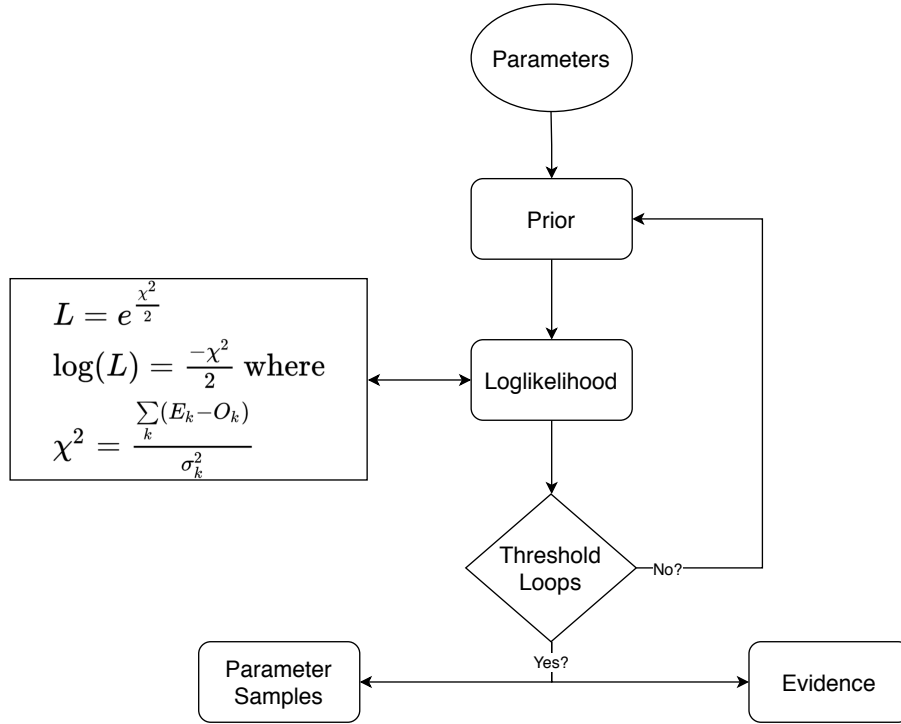 Parameters
Prior
L = e^{\frac{\chi^2}{2}}
log(L) = \frac{-\chi^2}{2} where
\chi^2 = \frac{\sum_k (E_k - O_k)}{\sigma_k^2}
Loglikelihood
Threshold
Loops
No?
Yes?
Parameter
Samples
Evidence